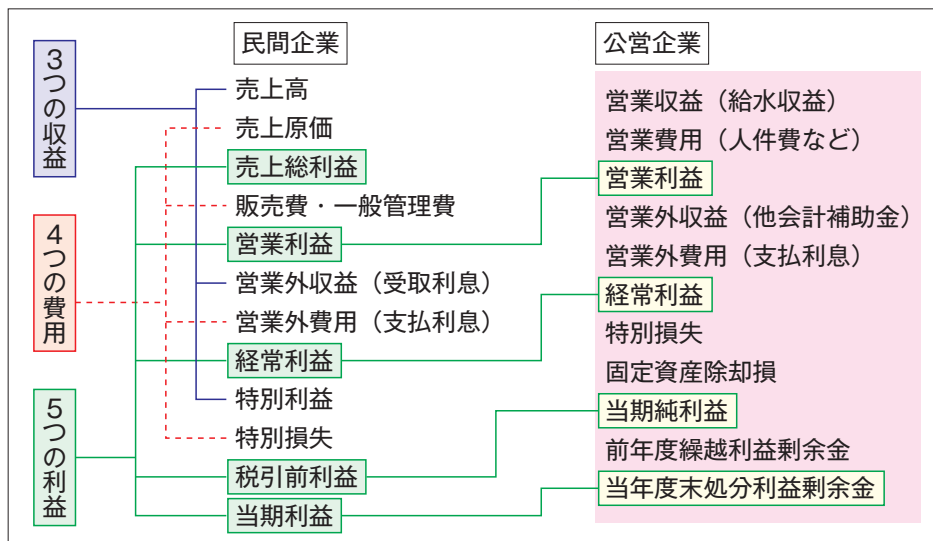 3つの収益
4つの費用
5つの利益
民間企業
売上高
売上原価
売上総利益
販売費・一般管理費
営業利益
営業外収益（受取利息）
営業外費用（支払利息）
経常利益
特別利益
特別損失
税引前利益
当期利益
公営企業
営業収益（給水収益）
営業費用（人件費など）
営業利益
営業外収益（他会計補助金）
営業外費用（支払利息）
経常利益
特別損失
固定資産除却損
当期純利益
前年度繰越利益剰余金
当年度末処分利益剰余金